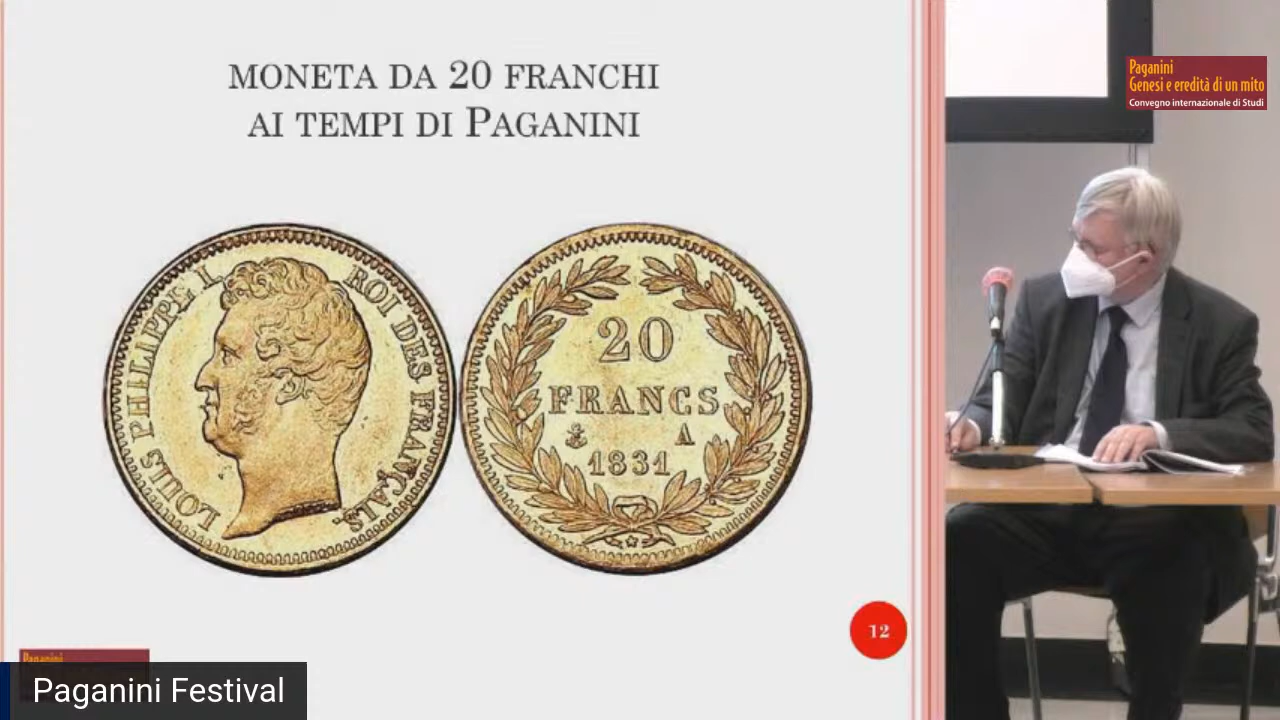 MONETA DA 20 FRANCHI
AI TEMPI DI PAGANINI
LOUIS PHILIPPE I
ROI DES FRANÇAIS.
20
FRANCS
A
1831
12
Paganini
Genesi e eredità di un mito
Convegno internazionale di Studi
Paganini
Paganini Festival